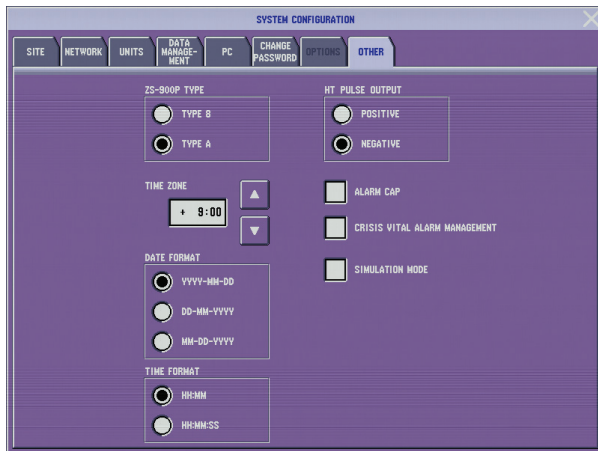 SYSTEM CONFIGURATION
SITE
NETWORK
UNITS
DATA
MANAGE-
MENT
PC
CHANGE
PASSWORD
OPTIONS
OTHER
ZS-900P TYPE
TYPE B
TYPE A
HT PULSE OUTPUT
POSITIVE
NEGATIVE
TIME ZONE
+ 9:00
ALARM CAP
CRISIS VITAL ALARM MANAGEMENT
SIMULATION MODE
DATE FORMAT
YYYY-MM-DD
DD-MM-YYYY
MM-DD-YYYY
TIME FORMAT
HH:MM
HH:MM:SS